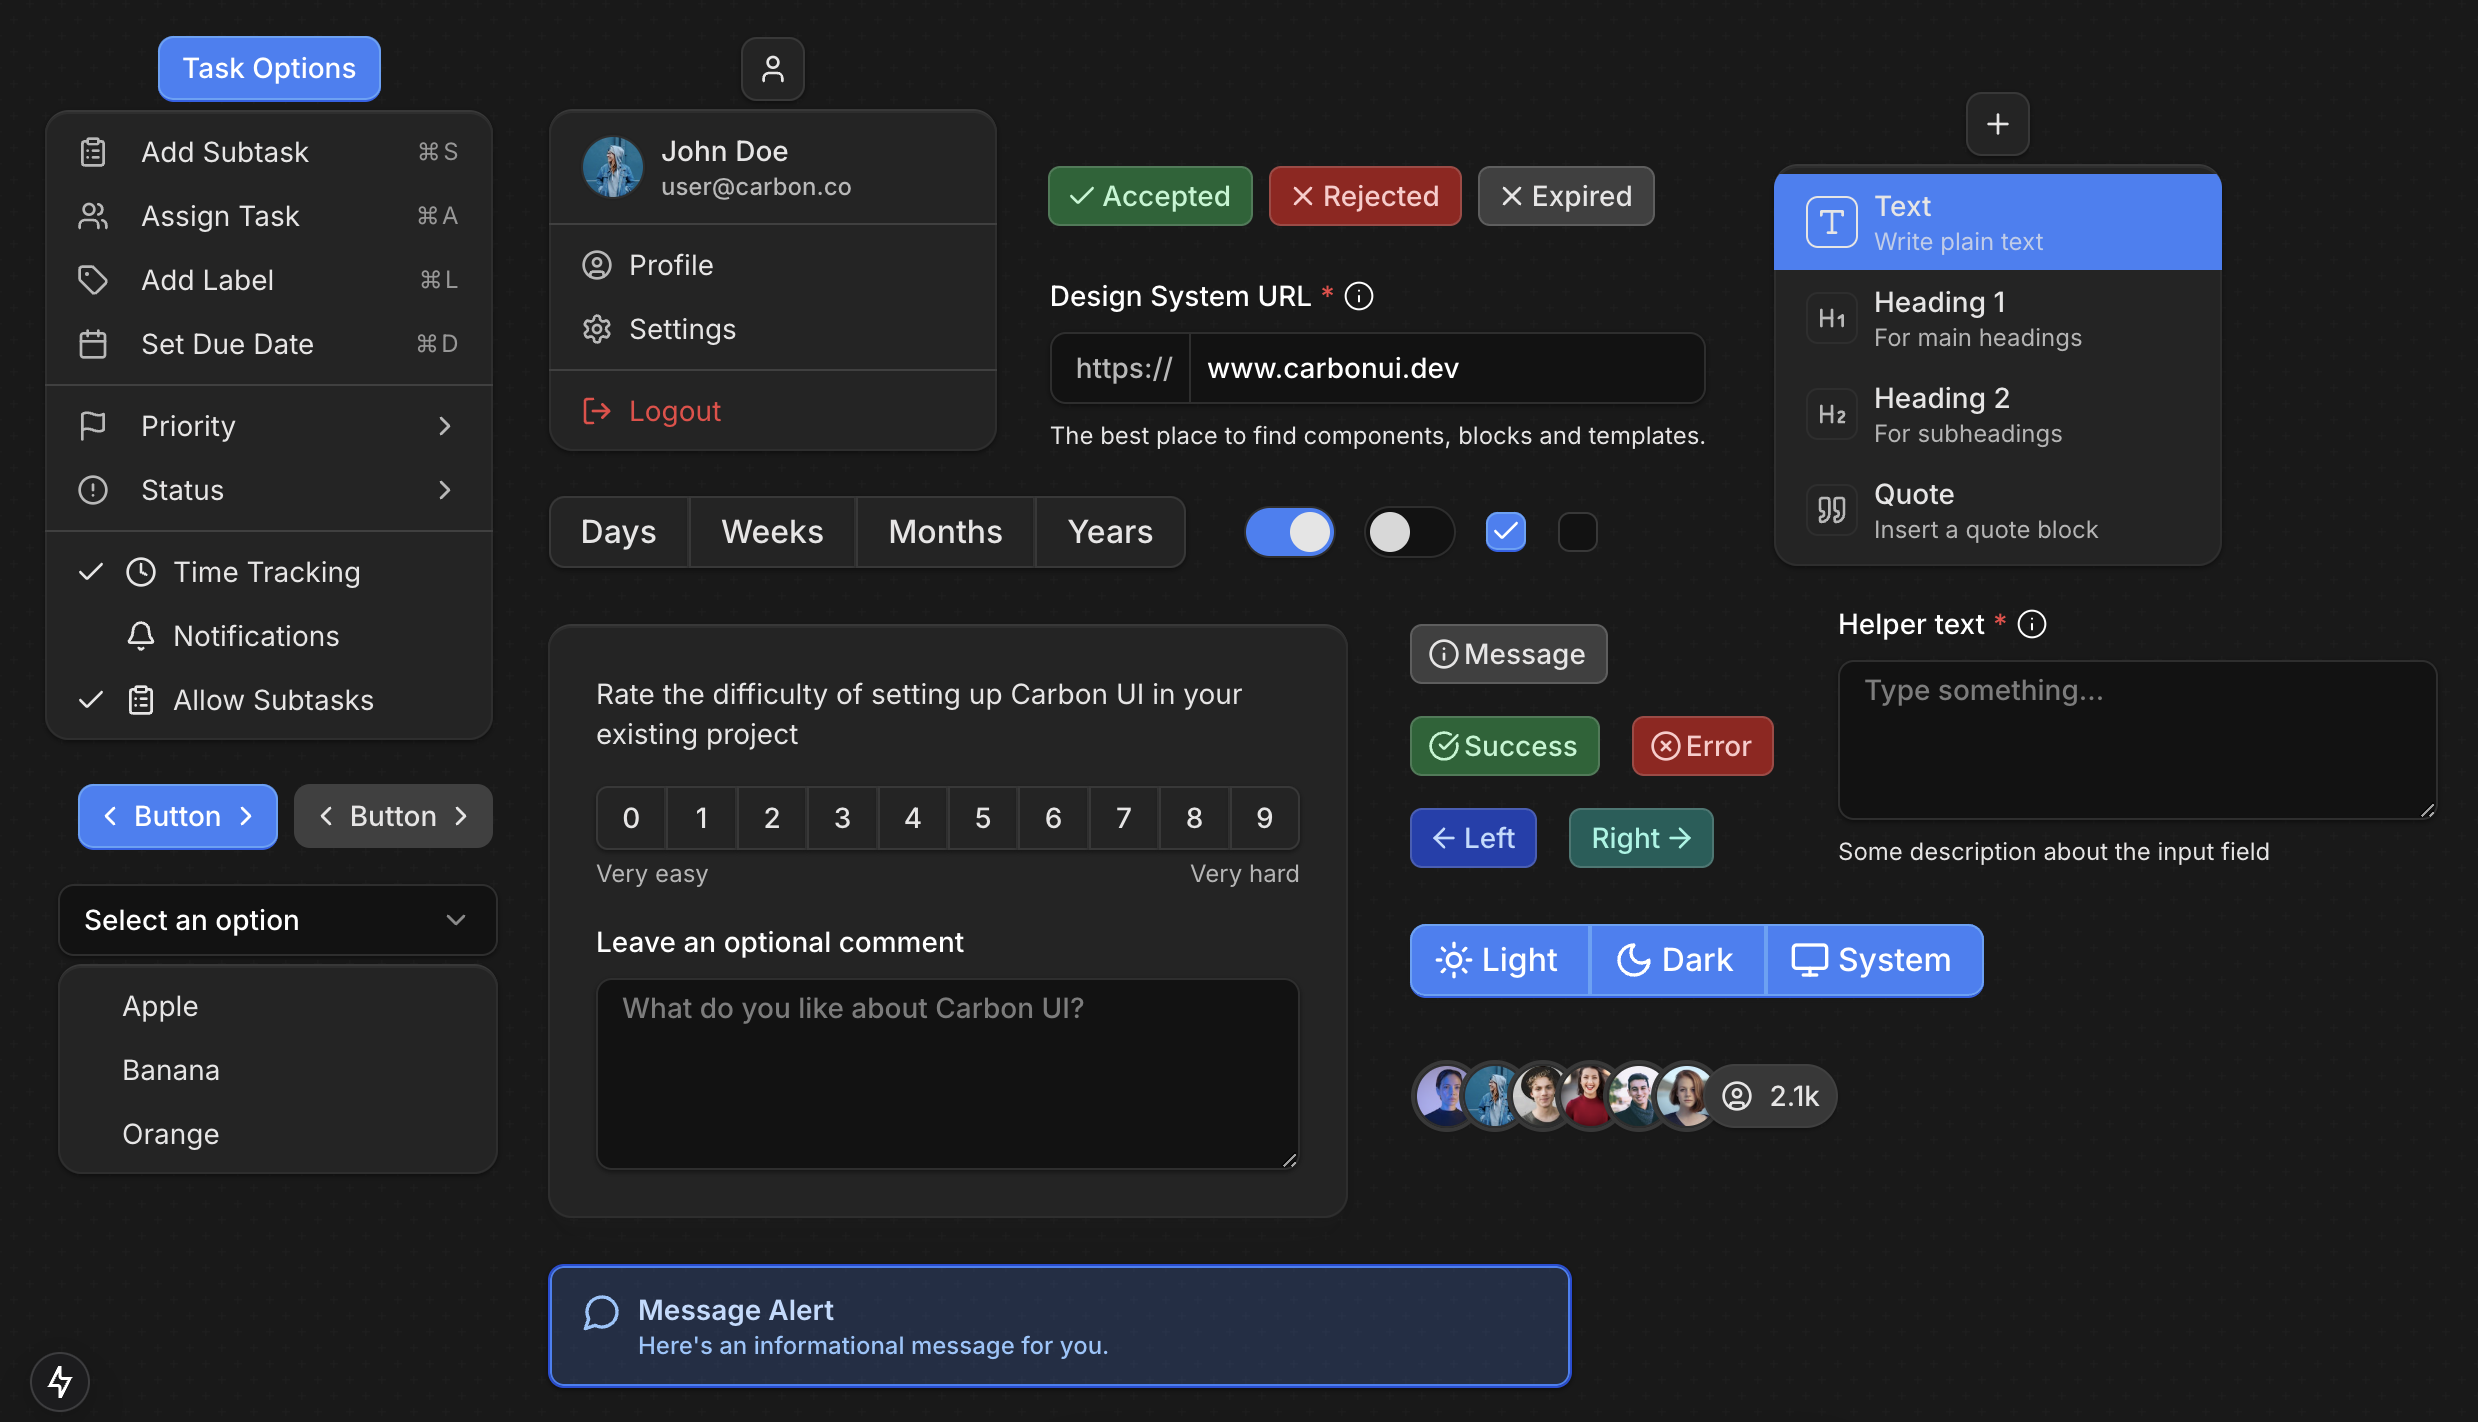 Task Options
Add Subtask ⌘S
Assign Task ⌘A
Add Label ⌘L
Set Due Date ⌘D
Priority
Status
Time Tracking
Notifications
Allow Subtasks
Button
Button
Select an option
Apple
Banana
Orange
John Doe
user@carbon.co
Profile
Settings
Logout
Accepted
Rejected
Expired
Design System URL *
https:// www.carbonui.dev
The best place to find components, blocks and templates.
Days Weeks Months Years
Text
Write plain text
H1 Heading 1
For main headings
H2 Heading 2
For subheadings
Quote
Insert a quote block
Rate the difficulty of setting up Carbon UI in your
existing project
0 1 2 3 4 5 6 7 8 9
Very easy Very hard
Leave an optional comment
What do you like about Carbon UI?
Message
Success
Error
Left
Right
Helper text *
Type something...
Some description about the input field
Light Dark System
2.1k
Message Alert
Here's an informational message for you.